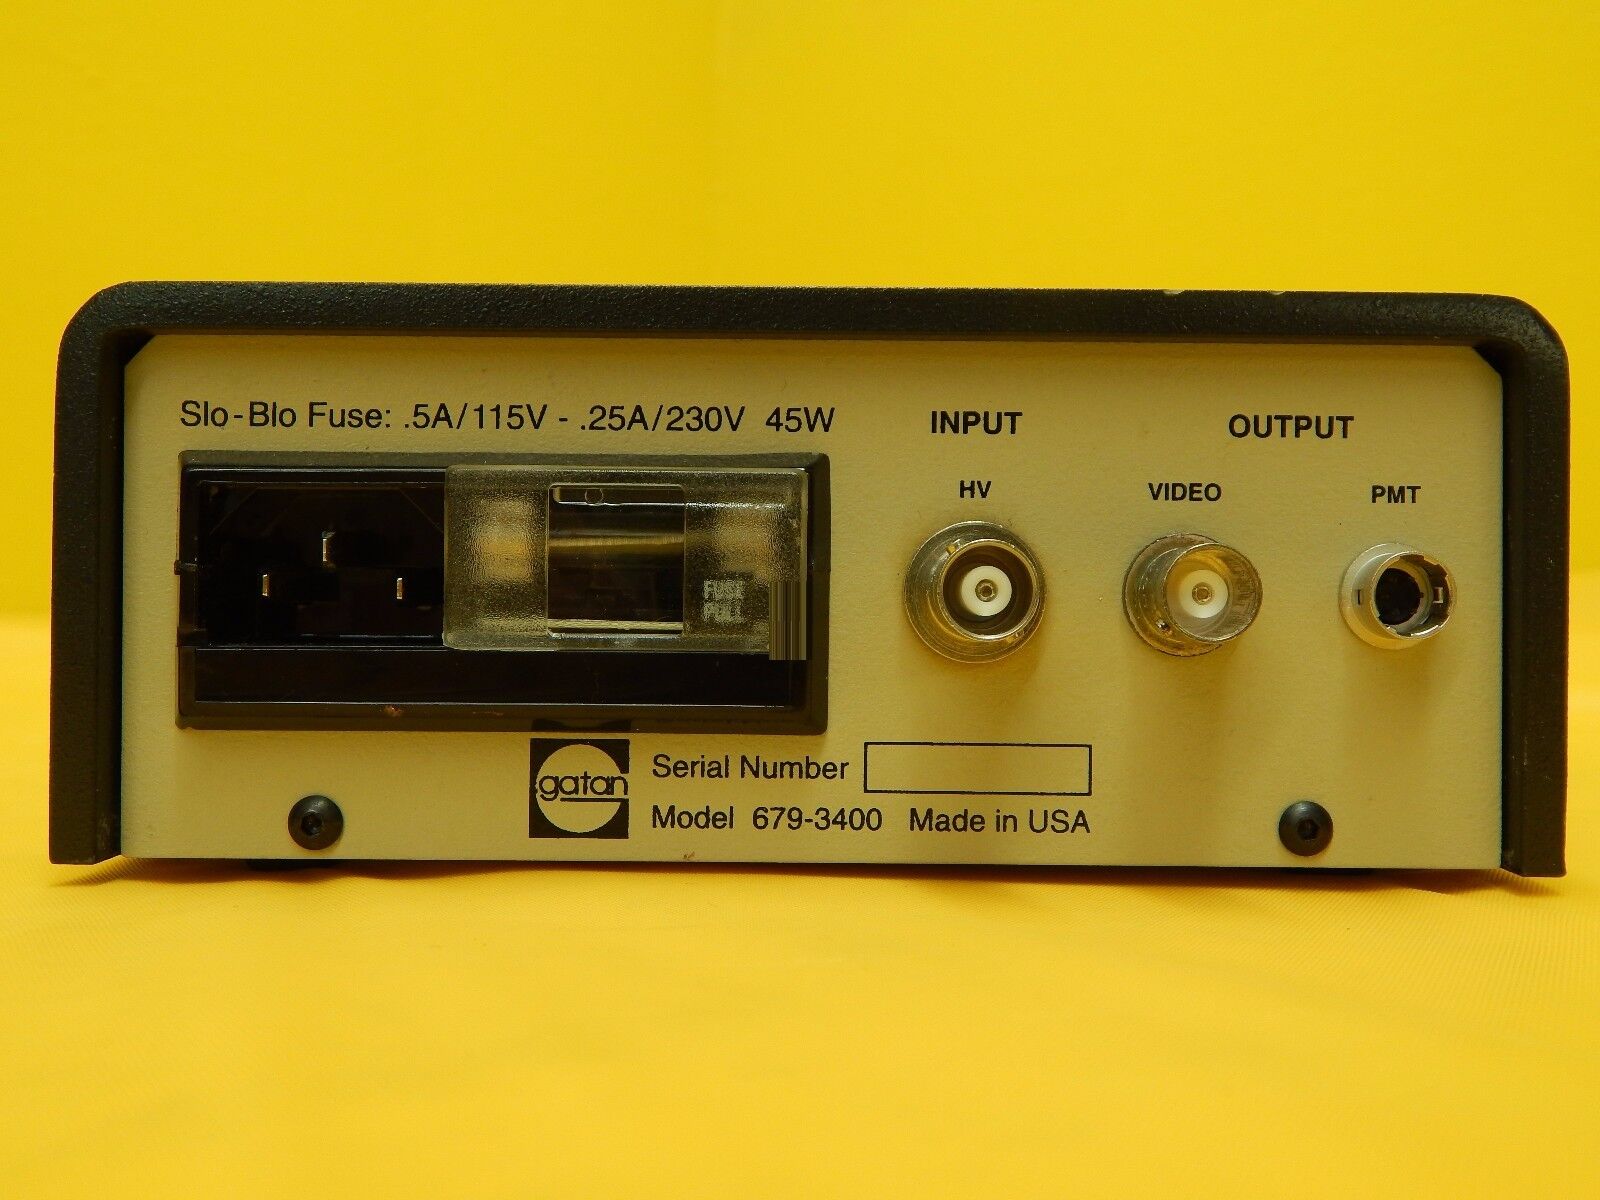 Slo-Blo Fuse: .5A/115V - .25A/230V 45W
INPUT
OUTPUT
HV
VIDEO
PMT
FUSE
PULL
gatan
Serial Number
Model 679-3400 Made in USA